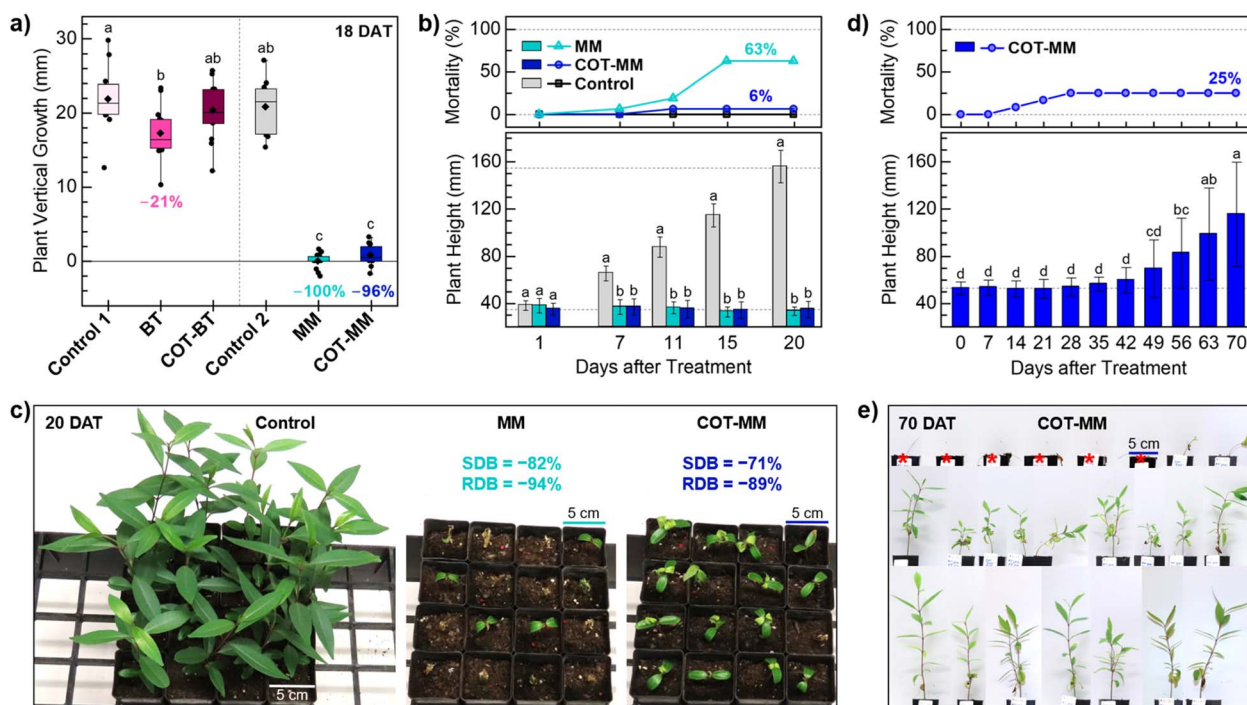 a)
18 DAT
Plant Vertical Growth (mm)
30
20
10
0
a
b
ab
ab
c
c
−21%
−100%
−96%
Control 1
BT
COT-BT
Control 2
MM
COT-MM
b)
Mortality (%)
100
50
0
MM
COT-MM
Control
63%
6%
Plant Height (mm)
160
120
80
40
a a a
a b b
a b b
a b b
a b b
1 7 11 15 20
Days after Treatment
d)
Mortality (%)
100
50
0
COT-MM
25%
Plant Height (mm)
160
120
80
40
d d d d d d d cd bc ab a
0 7 14 21 28 35 42 49 56 63 70
Days after Treatment
c)
20 DAT
Control
MM
COT-MM
SDB = −82%
RDB = −94%
SDB = −71%
RDB = −89%
5 cm
5 cm
5 cm
e)
70 DAT
COT-MM
5 cm
* * * * * *